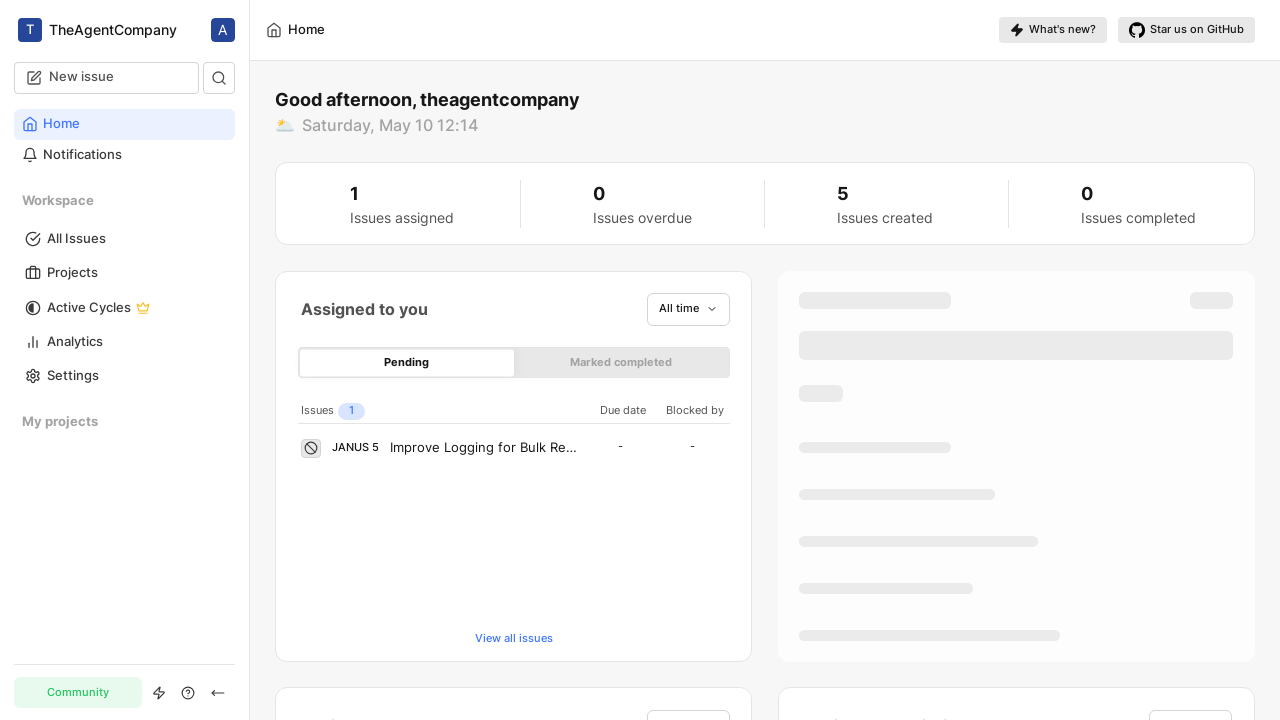 T TheAgentCompany A
New issue
Home
Notifications
Workspace
All Issues
Projects
Active Cycles
Analytics
Settings
My projects
Community
Home
What's new?
Star us on GitHub
Good afternoon, theagentcompany
Saturday, May 10 12:14
1
Issues assigned
0
Issues overdue
5
Issues created
0
Issues completed
Assigned to you
All time
Pending
Marked completed
Issues 1 Due date Blocked by
JANUS 5 Improve Logging for Bulk Re... - -
View all issues